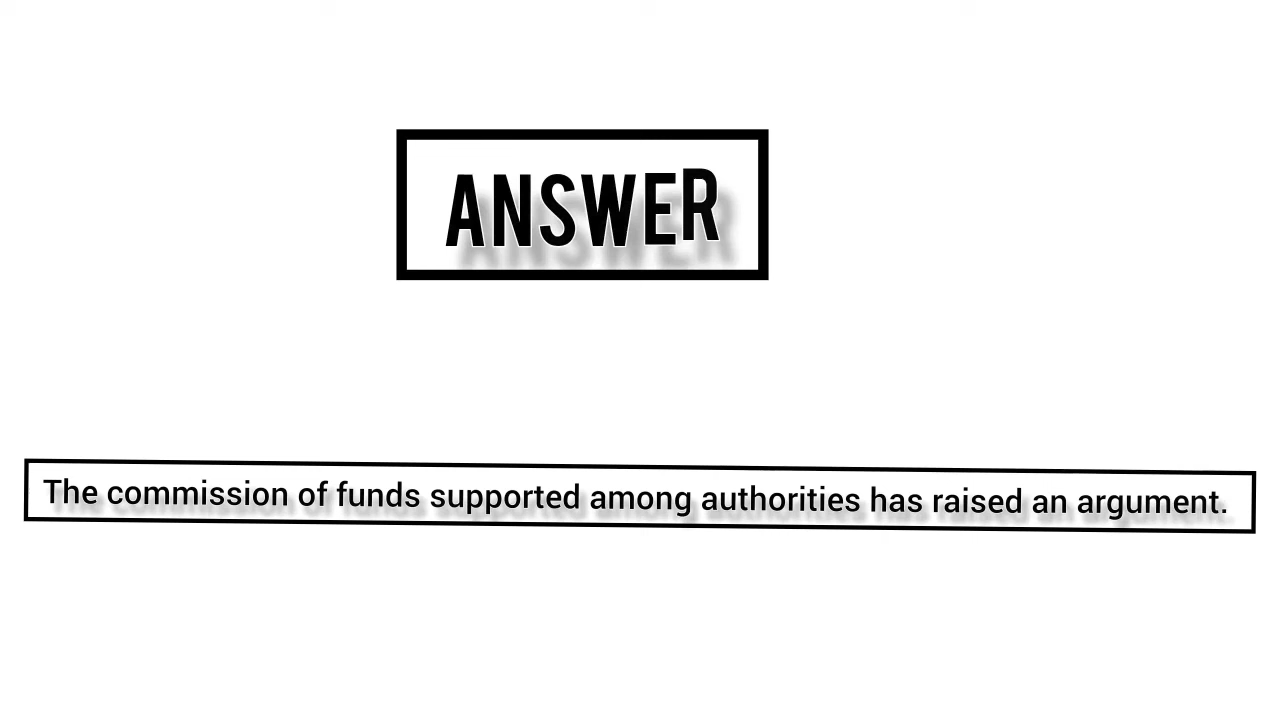 ANSWER
The commission of funds supported among authorities has raised an argument.